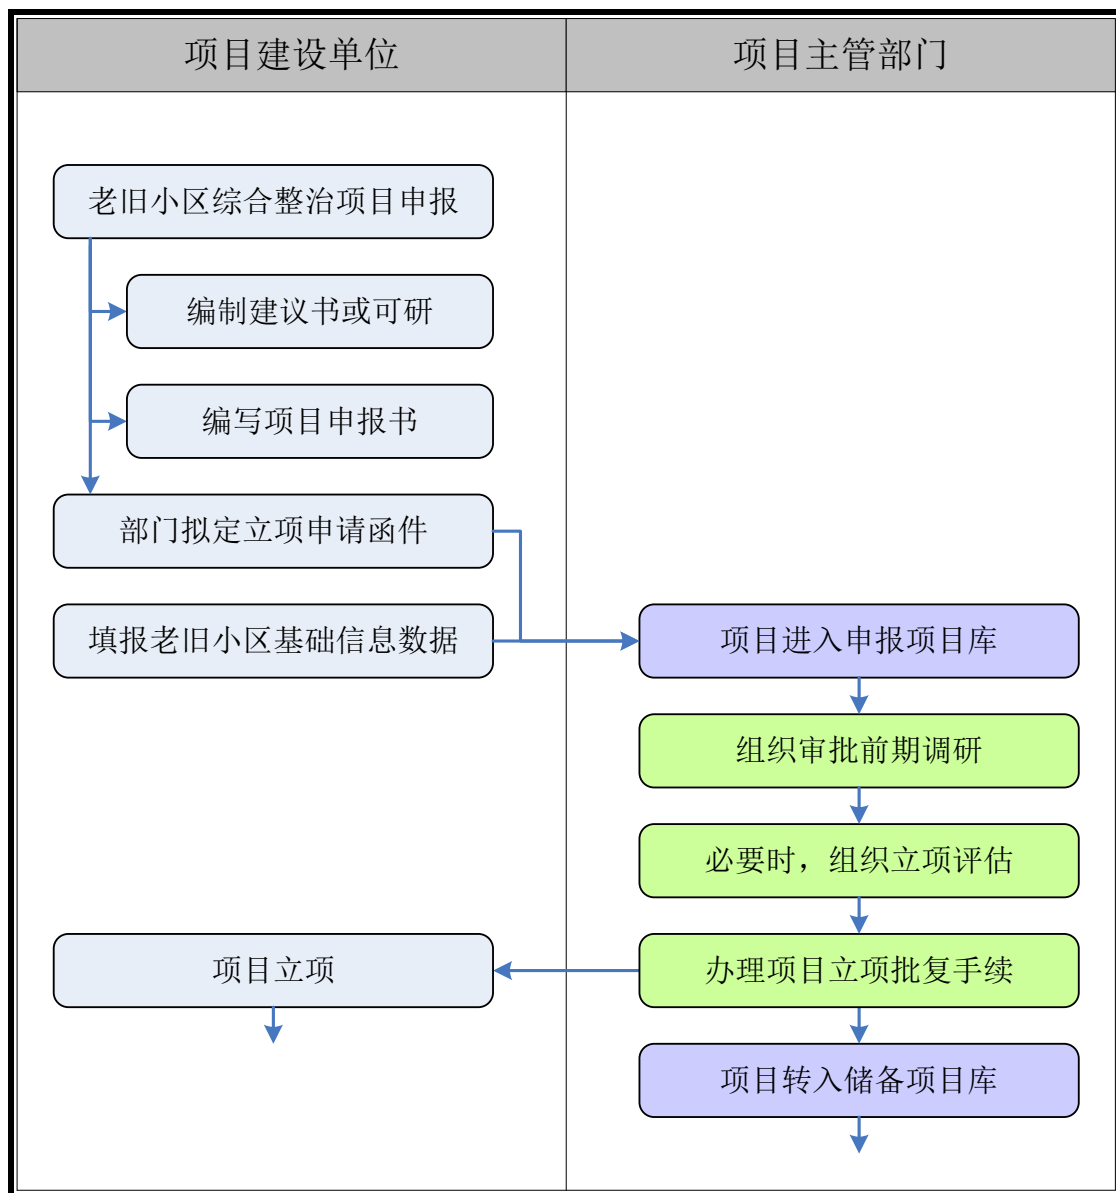 项目建设单位
项目主管部门
老旧小区综合整治项目申报
编制建议书或可研
编写项目申报书
部门拟定立项申请函件
填报老旧小区基础信息数据
项目进入申报项目库
组织审批前期调研
必要时，组织立项评估
项目立项
办理项目立项批复手续
项目转入储备项目库